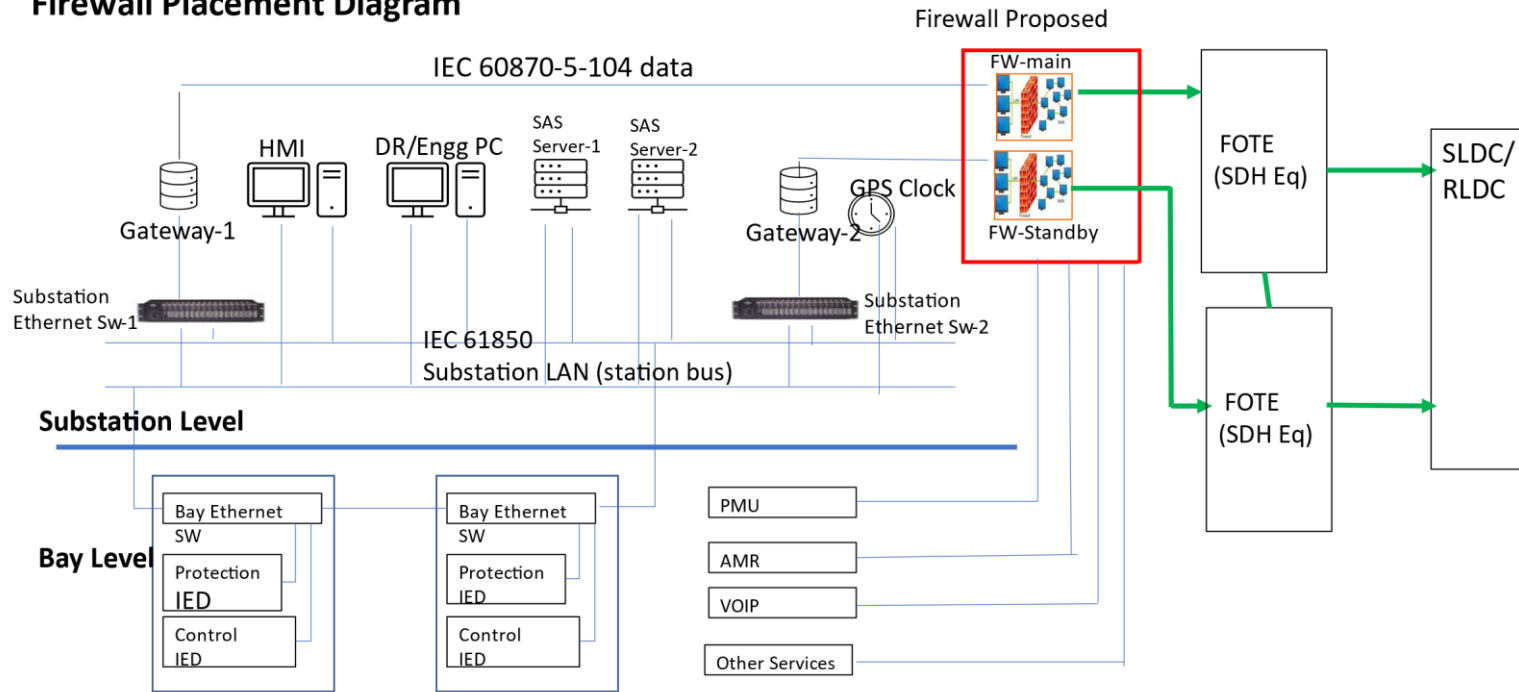 Firewall Placement Diagram
Firewall Proposed
IEC 60870-5-104 data
FW-main
HMI
DR/Engg PC
SAS
Server-1
SAS
Server-2
FOTE
(SDH Eq)
SLDC/
RLDC
Gateway-1
Gateway-2
GPS Clock
FW-Standby
Substation
Ethernet Sw-1
Substation
Ethernet Sw-2
IEC 61850
Substation LAN (station bus)
FOTE
(SDH Eq)
Substation Level
Bay Level
Bay Ethernet
SW
Protection
IED
Control
IED
Bay Ethernet
SW
Protection
IED
Control
IED
PMU
AMR
VOIP
Other Services